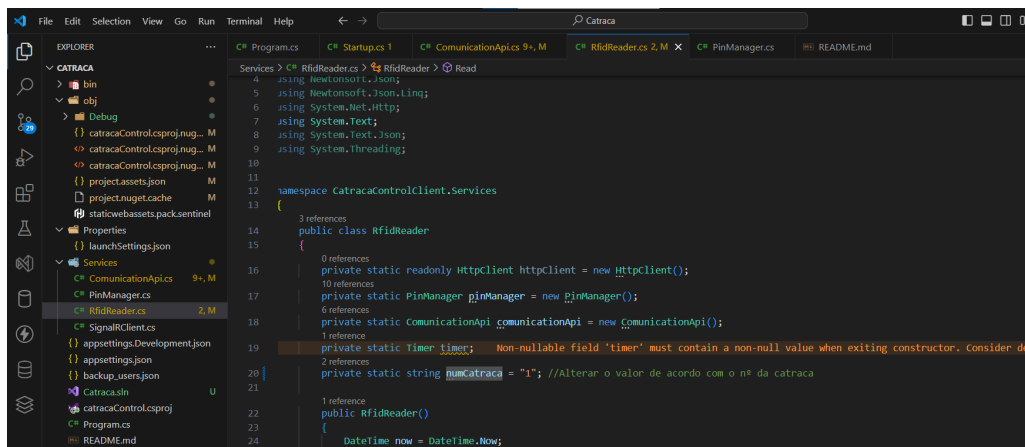 File Edit Selection View Go Run Terminal Help
Catraca
EXPLORER
C# Program.cs C# Startup.cs 1 C# ComunicationApi.cs 9+, M C# RfidReader.cs 2, M C# PinManager.cs README.md
CATRACA
bin
obj
Debug
{} catracaControl.csproj.nug... M
<> catracaControl.csproj.nug... M
<> catracaControl.csproj.nug... M
{} project.assets.json M
project.nuget.cache M
staticwebassets.pack.sentinel
Properties
{} launchSettings.json
Services
C# ComunicationApi.cs 9+, M
C# PinManager.cs
C# RfidReader.cs 2, M
C# SignalRClient.cs
{} appsettings.Development.json
{} appsettings.json
{} backup_users.json
Catraca.sln U
catracaControl.csproj
C# Program.cs
README.md
29
Services > C# RfidReader.cs > RfidReader > Read
4 using Newtonsoft.Json;
5 using Newtonsoft.Json.Linq;
6 using System.Net.Http;
7 using System.Text;
8 using System.Text.Json;
9 using System.Threading;
10
11
12 namespace CatracaControlClient.Services
13 {
3 references
14 public class RfidReader
15 {
0 references
16 private static readonly HttpClient httpClient = new HttpClient();
10 references
17 private static PinManager pinManager = new PinManager();
6 references
18 private static ComunicationApi comunicationApi = new ComunicationApi();
1 reference
19 private static Timer timer; Non-nullable field 'timer' must contain a non-null value when exiting constructor. Consider de
2 references
20 private static string numCatraca = "1"; //Alterar o valor de acordo com o nº da catraca
21
1 reference
22 public RfidReader()
23 {
24 DateTime now = DateTime.Now;